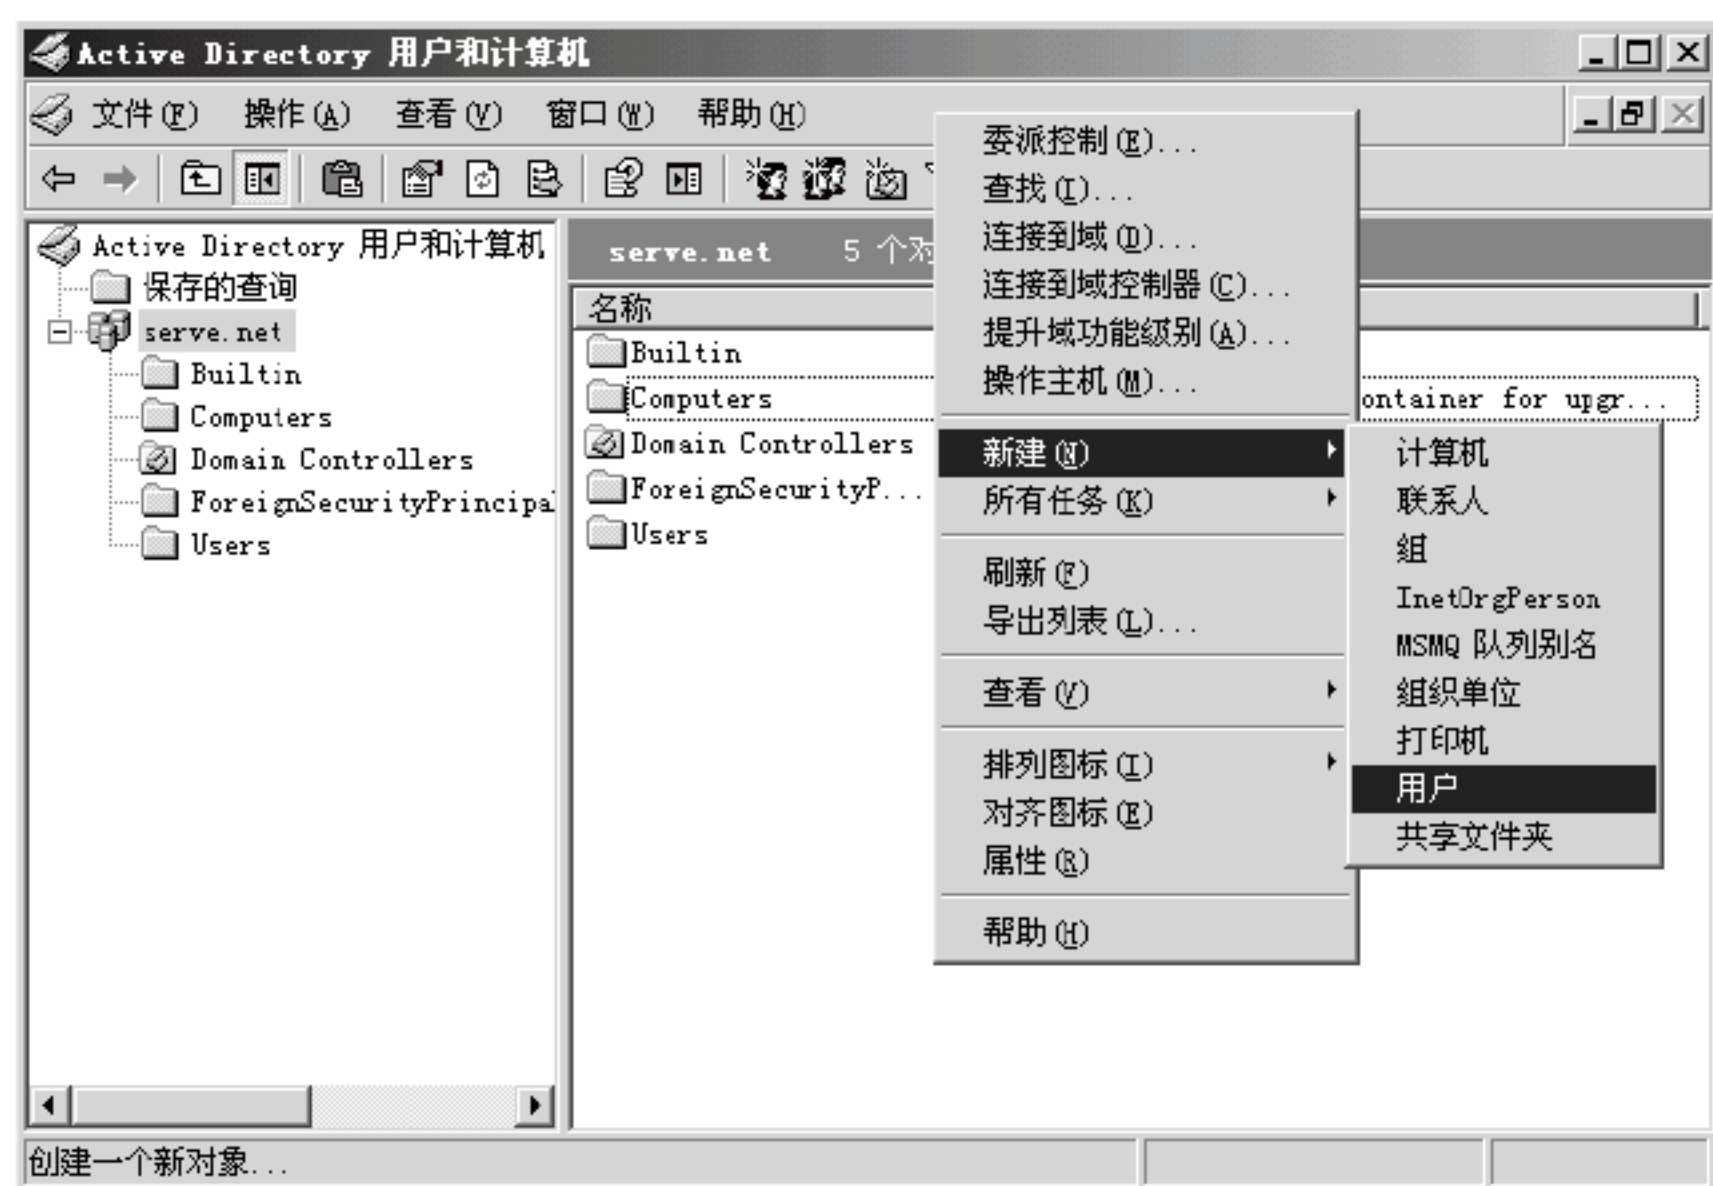 Active Directory 用户和计算机
文件(F) 操作(A) 查看(V) 窗口(W) 帮助(H)
Active Directory 用户和计算机
保存的查询
serve.net
Builtin
Computers
Domain Controllers
ForeignSecurityPrincipal
Users
serve.net 5 个对
名称
Builtin
Computers
ontainer for upgr...
Domain Controllers
ForeignSecurityP...
Users
委派控制(E)...
查找(I)...
连接到域(D)...
连接到域控制器(C)...
提升域功能级别(A)...
操作主机(M)...
新建(N)
所有任务(K)
刷新(F)
导出列表(L)...
查看(V)
排列图标(I)
对齐图标(E)
属性(R)
帮助(H)
计算机
联系人
组
InetOrgPerson
MSMQ 队列别名
组织单位
打印机
用户
共享文件夹
创建一个新对象...